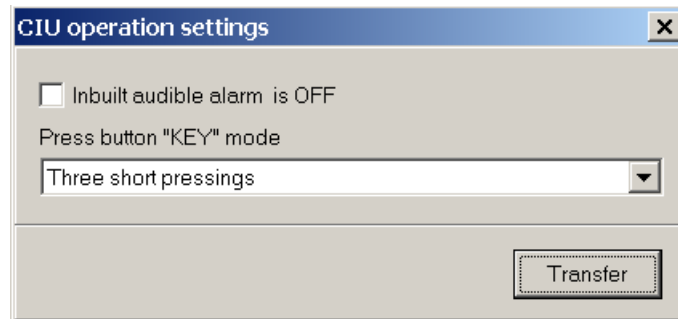 CIU operation settings
Inbuilt audible alarm is OFF
Press button "KEY" mode
Three short pressings
Transfer